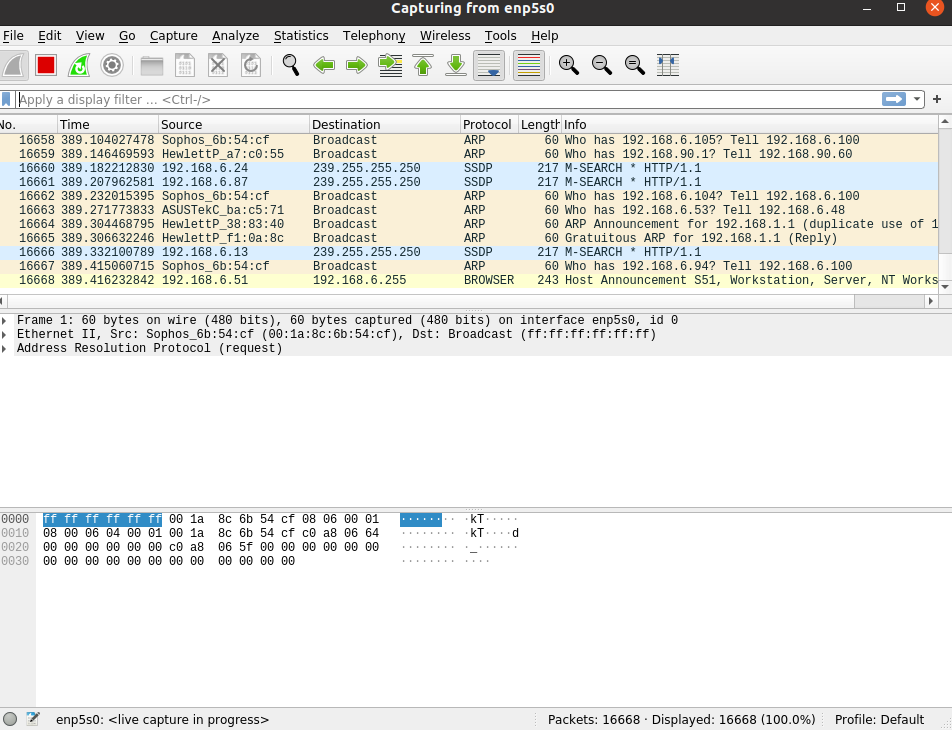 Capturing from enp5s0
File Edit View Go Capture Analyze Statistics Telephony Wireless Tools Help
Apply a display filter … <Ctrl-/>
No. Time Source Destination Protocol Length Info
16658 389.104027478 Sophos_6b:54:cf Broadcast ARP 60 Who has 192.168.6.105? Tell 192.168.6.100
16659 389.146469593 HewlettP_a7:c0:55 Broadcast ARP 60 Who has 192.168.90.1? Tell 192.168.90.60
16660 389.182212830 192.168.6.24 239.255.255.250 SSDP 217 M-SEARCH * HTTP/1.1
16661 389.207962581 192.168.6.87 239.255.255.250 SSDP 217 M-SEARCH * HTTP/1.1
16662 389.232015395 Sophos_6b:54:cf Broadcast ARP 60 Who has 192.168.6.104? Tell 192.168.6.100
16663 389.271773833 ASUSTekC_ba:c5:71 Broadcast ARP 60 Who has 192.168.6.53? Tell 192.168.6.48
16664 389.304468795 HewlettP_38:83:40 Broadcast ARP 60 ARP Announcement for 192.168.1.1 (duplicate use of 1
16665 389.306632246 HewlettP_f1:0a:8c Broadcast ARP 60 Gratuitous ARP for 192.168.1.1 (Reply)
16666 389.332100789 192.168.6.13 239.255.255.250 SSDP 217 M-SEARCH * HTTP/1.1
16667 389.415060715 Sophos_6b:54:cf Broadcast ARP 60 Who has 192.168.6.94? Tell 192.168.6.100
16668 389.416232842 192.168.6.51 192.168.6.255 BROWSER 243 Host Announcement S51, Workstation, Server, NT Works
Frame 1: 60 bytes on wire (480 bits), 60 bytes captured (480 bits) on interface enp5s0, id 0
Ethernet II, Src: Sophos_6b:54:cf (00:1a:8c:6b:54:cf), Dst: Broadcast (ff:ff:ff:ff:ff:ff)
Address Resolution Protocol (request)
0000 ff ff ff ff ff ff 00 1a 8c 6b 54 cf 08 06 00 01 ········ ·kT·····
0010 08 00 06 04 00 01 00 1a 8c 6b 54 cf c0 a8 06 64 ········ ·kT····d
0020 00 00 00 00 00 00 c0 a8 06 5f 00 00 00 00 00 00 ········ ·_······
0030 00 00 00 00 00 00 00 00 00 00 00 00 ········ ····
enp5s0: <live capture in progress> Packets: 16668 · Displayed: 16668 (100.0%) Profile: Default